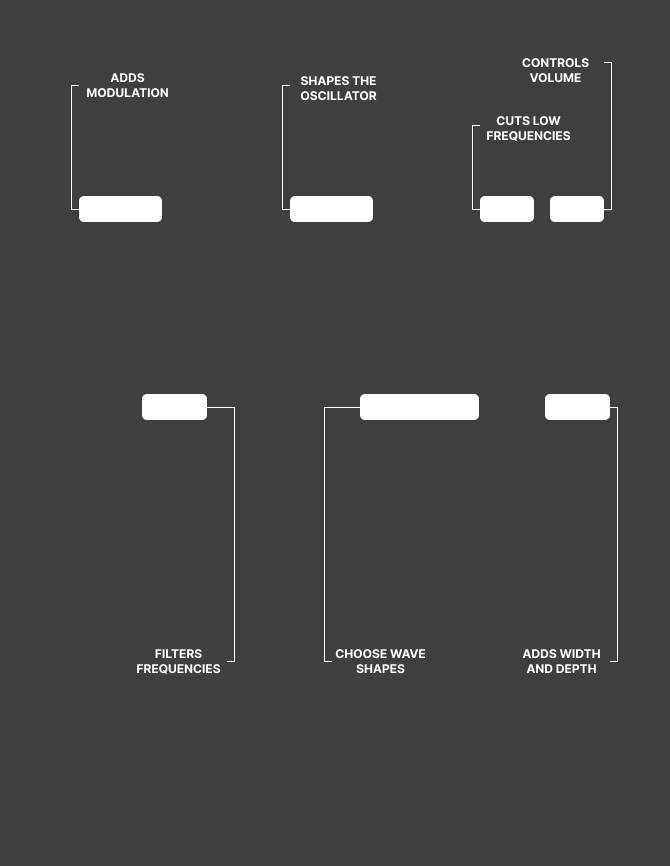 CONTROLS
VOLUME
ADDS
MODULATION
SHAPES THE
OSCILLATOR
CUTS LOW
FREQUENCIES
FILTERS
FREQUENCIES
CHOOSE WAVE
SHAPES
ADDS WIDTH
AND DEPTH